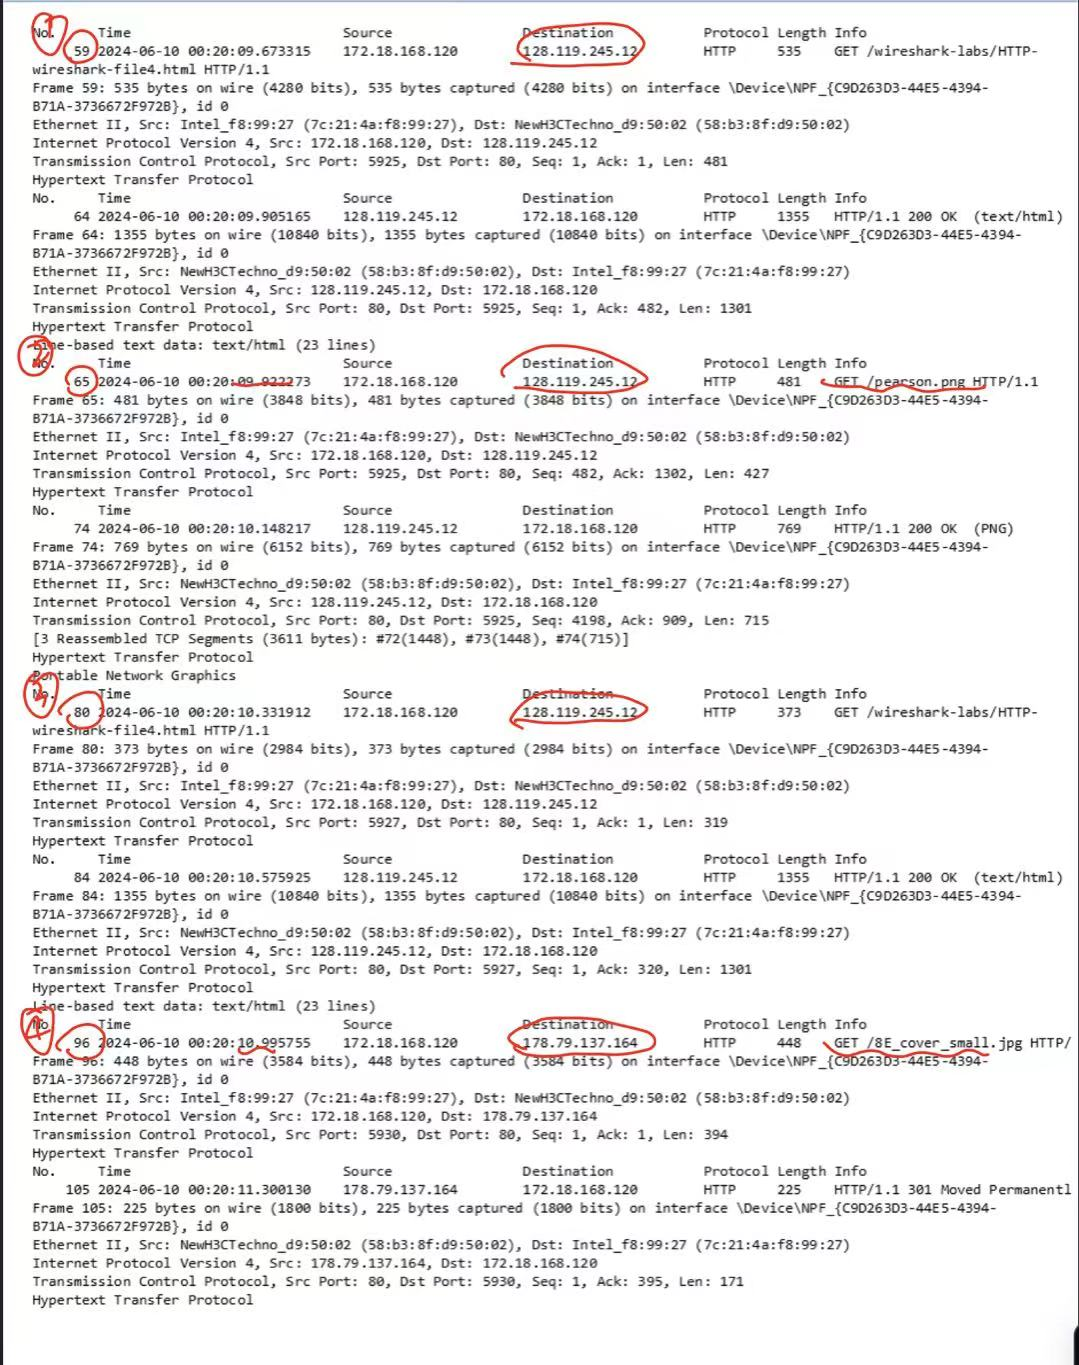 No. Time Source Destination Protocol Length Info
59 2024-06-10 00:20:09.673315 172.18.168.120 128.119.245.12 HTTP 535 GET /wireshark-labs/HTTP-
wireshark-file4.html HTTP/1.1
Frame 59: 535 bytes on wire (4280 bits), 535 bytes captured (4280 bits) on interface \Device\NPF_{C9D263D3-44E5-4394-
B71A-3736672F972B}, id 0
Ethernet II, Src: Intel_f8:99:27 (7c:21:4a:f8:99:27), Dst: NewH3CTechno_d9:50:02 (58:b3:8f:d9:50:02)
Internet Protocol Version 4, Src: 172.18.168.120, Dst: 128.119.245.12
Transmission Control Protocol, Src Port: 5925, Dst Port: 80, Seq: 1, Ack: 1, Len: 481
Hypertext Transfer Protocol
No. Time Source Destination Protocol Length Info
64 2024-06-10 00:20:09.905165 128.119.245.12 172.18.168.120 HTTP 1355 HTTP/1.1 200 OK (text/html)
Frame 64: 1355 bytes on wire (10840 bits), 1355 bytes captured (10840 bits) on interface \Device\NPF_{C9D263D3-44E5-4394-
B71A-3736672F972B}, id 0
Ethernet II, Src: NewH3CTechno_d9:50:02 (58:b3:8f:d9:50:02), Dst: Intel_f8:99:27 (7c:21:4a:f8:99:27)
Internet Protocol Version 4, Src: 128.119.245.12, Dst: 172.18.168.120
Transmission Control Protocol, Src Port: 80, Dst Port: 5925, Seq: 1, Ack: 482, Len: 1301
Hypertext Transfer Protocol
Line-based text data: text/html (23 lines)
No. Time Source Destination Protocol Length Info
65 2024-06-10 00:20:09.922273 172.18.168.120 128.119.245.12 HTTP 481 GET /pearson.png HTTP/1.1
Frame 65: 481 bytes on wire (3848 bits), 481 bytes captured (3848 bits) on interface \Device\NPF_{C9D263D3-44E5-4394-
B71A-3736672F972B}, id 0
Ethernet II, Src: Intel_f8:99:27 (7c:21:4a:f8:99:27), Dst: NewH3CTechno_d9:50:02 (58:b3:8f:d9:50:02)
Internet Protocol Version 4, Src: 172.18.168.120, Dst: 128.119.245.12
Transmission Control Protocol, Src Port: 5925, Dst Port: 80, Seq: 482, Ack: 1302, Len: 427
Hypertext Transfer Protocol
No. Time Source Destination Protocol Length Info
74 2024-06-10 00:20:10.148217 128.119.245.12 172.18.168.120 HTTP 769 HTTP/1.1 200 OK (PNG)
Frame 74: 769 bytes on wire (6152 bits), 769 bytes captured (6152 bits) on interface \Device\NPF_{C9D263D3-44E5-4394-
B71A-3736672F972B}, id 0
Ethernet II, Src: NewH3CTechno_d9:50:02 (58:b3:8f:d9:50:02), Dst: Intel_f8:99:27 (7c:21:4a:f8:99:27)
Internet Protocol Version 4, Src: 128.119.245.12, Dst: 172.18.168.120
Transmission Control Protocol, Src Port: 80, Dst Port: 5925, Seq: 4198, Ack: 909, Len: 715
[3 Reassembled TCP Segments (3611 bytes): #72(1448), #73(1448), #74(715)]
Hypertext Transfer Protocol
Portable Network Graphics
No. Time Source Destination Protocol Length Info
80 2024-06-10 00:20:10.331912 172.18.168.120 128.119.245.12 HTTP 373 GET /wireshark-labs/HTTP-
wireshark-file4.html HTTP/1.1
Frame 80: 373 bytes on wire (2984 bits), 373 bytes captured (2984 bits) on interface \Device\NPF_{C9D263D3-44E5-4394-
B71A-3736672F972B}, id 0
Ethernet II, Src: Intel_f8:99:27 (7c:21:4a:f8:99:27), Dst: NewH3CTechno_d9:50:02 (58:b3:8f:d9:50:02)
Internet Protocol Version 4, Src: 172.18.168.120, Dst: 128.119.245.12
Transmission Control Protocol, Src Port: 5927, Dst Port: 80, Seq: 1, Ack: 1, Len: 319
Hypertext Transfer Protocol
No. Time Source Destination Protocol Length Info
84 2024-06-10 00:20:10.575925 128.119.245.12 172.18.168.120 HTTP 1355 HTTP/1.1 200 OK (text/html)
Frame 84: 1355 bytes on wire (10840 bits), 1355 bytes captured (10840 bits) on interface \Device\NPF_{C9D263D3-44E5-4394-
B71A-3736672F972B}, id 0
Ethernet II, Src: NewH3CTechno_d9:50:02 (58:b3:8f:d9:50:02), Dst: Intel_f8:99:27 (7c:21:4a:f8:99:27)
Internet Protocol Version 4, Src: 128.119.245.12, Dst: 172.18.168.120
Transmission Control Protocol, Src Port: 80, Dst Port: 5927, Seq: 1, Ack: 320, Len: 1301
Hypertext Transfer Protocol
Line-based text data: text/html (23 lines)
No. Time Source Destination Protocol Length Info
96 2024-06-10 00:20:10.995755 172.18.168.120 178.79.137.164 HTTP 448 GET /8E_cover_small.jpg HTTP/
Frame 96: 448 bytes on wire (3584 bits), 448 bytes captured (3584 bits) on interface \Device\NPF_{C9D263D3-44E5-4394-
B71A-3736672F972B}, id 0
Ethernet II, Src: Intel_f8:99:27 (7c:21:4a:f8:99:27), Dst: NewH3CTechno_d9:50:02 (58:b3:8f:d9:50:02)
Internet Protocol Version 4, Src: 172.18.168.120, Dst: 178.79.137.164
Transmission Control Protocol, Src Port: 5930, Dst Port: 80, Seq: 1, Ack: 1, Len: 394
Hypertext Transfer Protocol
No. Time Source Destination Protocol Length Info
105 2024-06-10 00:20:11.300130 178.79.137.164 172.18.168.120 HTTP 225 HTTP/1.1 301 Moved Permanentl
Frame 105: 225 bytes on wire (1800 bits), 225 bytes captured (1800 bits) on interface \Device\NPF_{C9D263D3-44E5-4394-
B71A-3736672F972B}, id 0
Ethernet II, Src: NewH3CTechno_d9:50:02 (58:b3:8f:d9:50:02), Dst: Intel_f8:99:27 (7c:21:4a:f8:99:27)
Internet Protocol Version 4, Src: 178.79.137.164, Dst: 172.18.168.120
Transmission Control Protocol, Src Port: 80, Dst Port: 5930, Seq: 1, Ack: 395, Len: 171
Hypertext Transfer Protocol